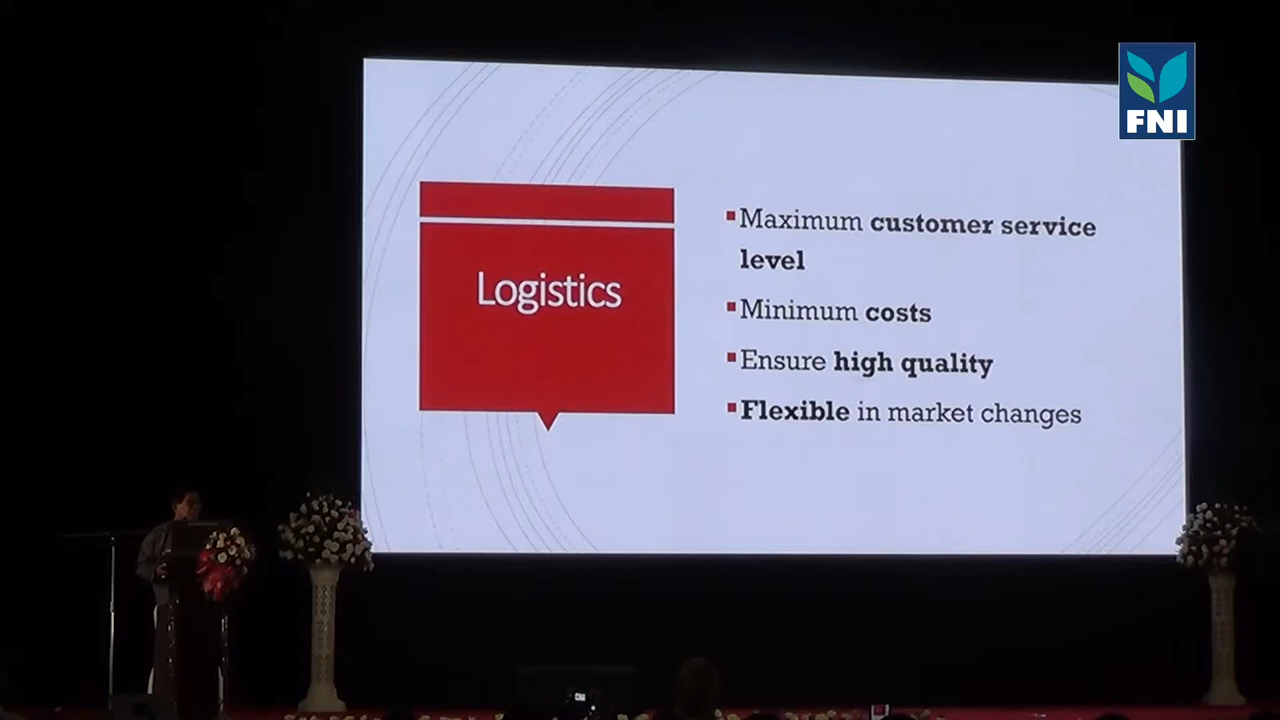 FNI
Logistics
Maximum customer service
level
Minimum costs
Ensure high quality
Flexible in market changes